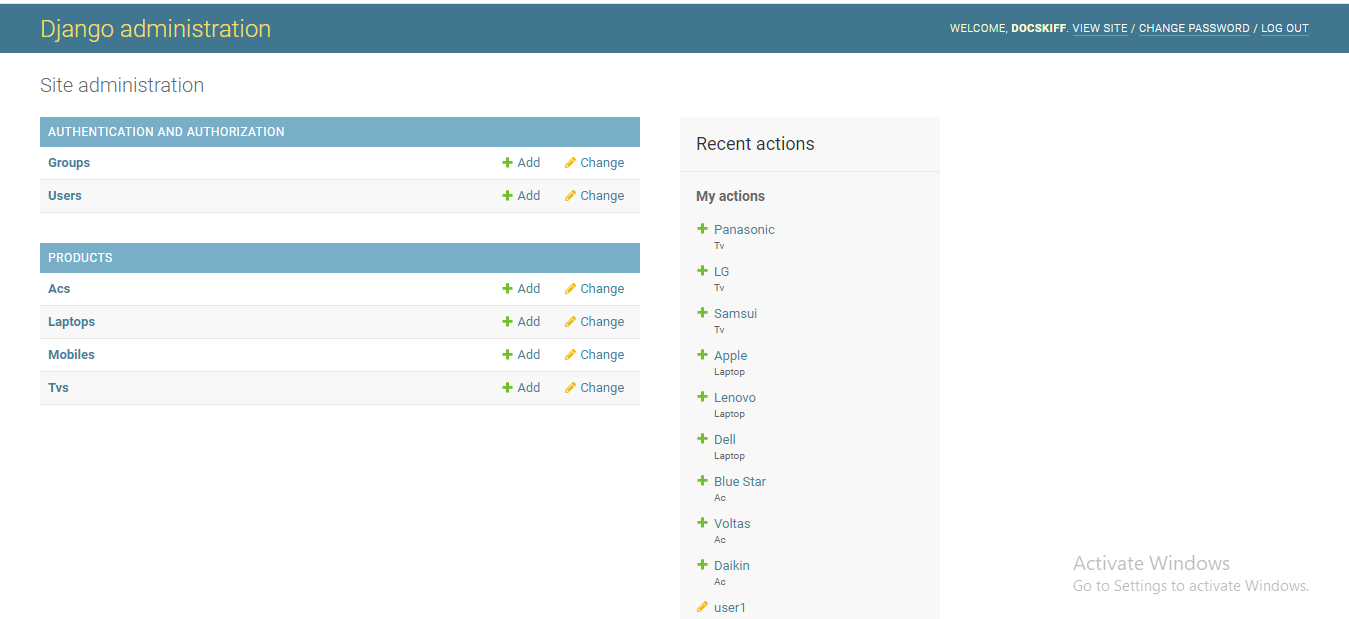 Django administration
WELCOME, DOCSKIFF. VIEW SITE / CHANGE PASSWORD / LOG OUT
Site administration
AUTHENTICATION AND AUTHORIZATION
Groups Add Change
Users Add Change
PRODUCTS
Acs Add Change
Laptops Add Change
Mobiles Add Change
Tvs Add Change
Recent actions
My actions
Panasonic
Tv
LG
Tv
Samsui
Tv
Apple
Laptop
Lenovo
Laptop
Dell
Laptop
Blue Star
Ac
Voltas
Ac
Daikin
Ac
user1
Activate Windows
Go to Settings to activate Windows.